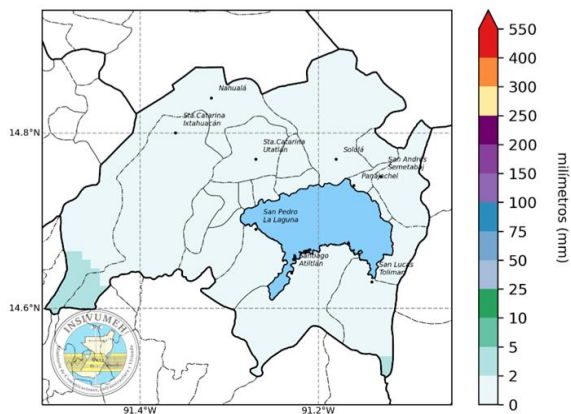 550
400
300
250
200
150
100
75
50
25
10
5
2
0
milímetros (mm)
14.8°N
14.6°N
91.4°W
91.2°W
Nahualá
Sta.Catarina
Ixtahuacán
Sta.Catarina
Utatlán
Sololá
San Andrés
Semetabaj
Panajachel
San Pedro
La Laguna
Santiago
Atitlán
San Lucas
Tolimán
INSIVUMEH